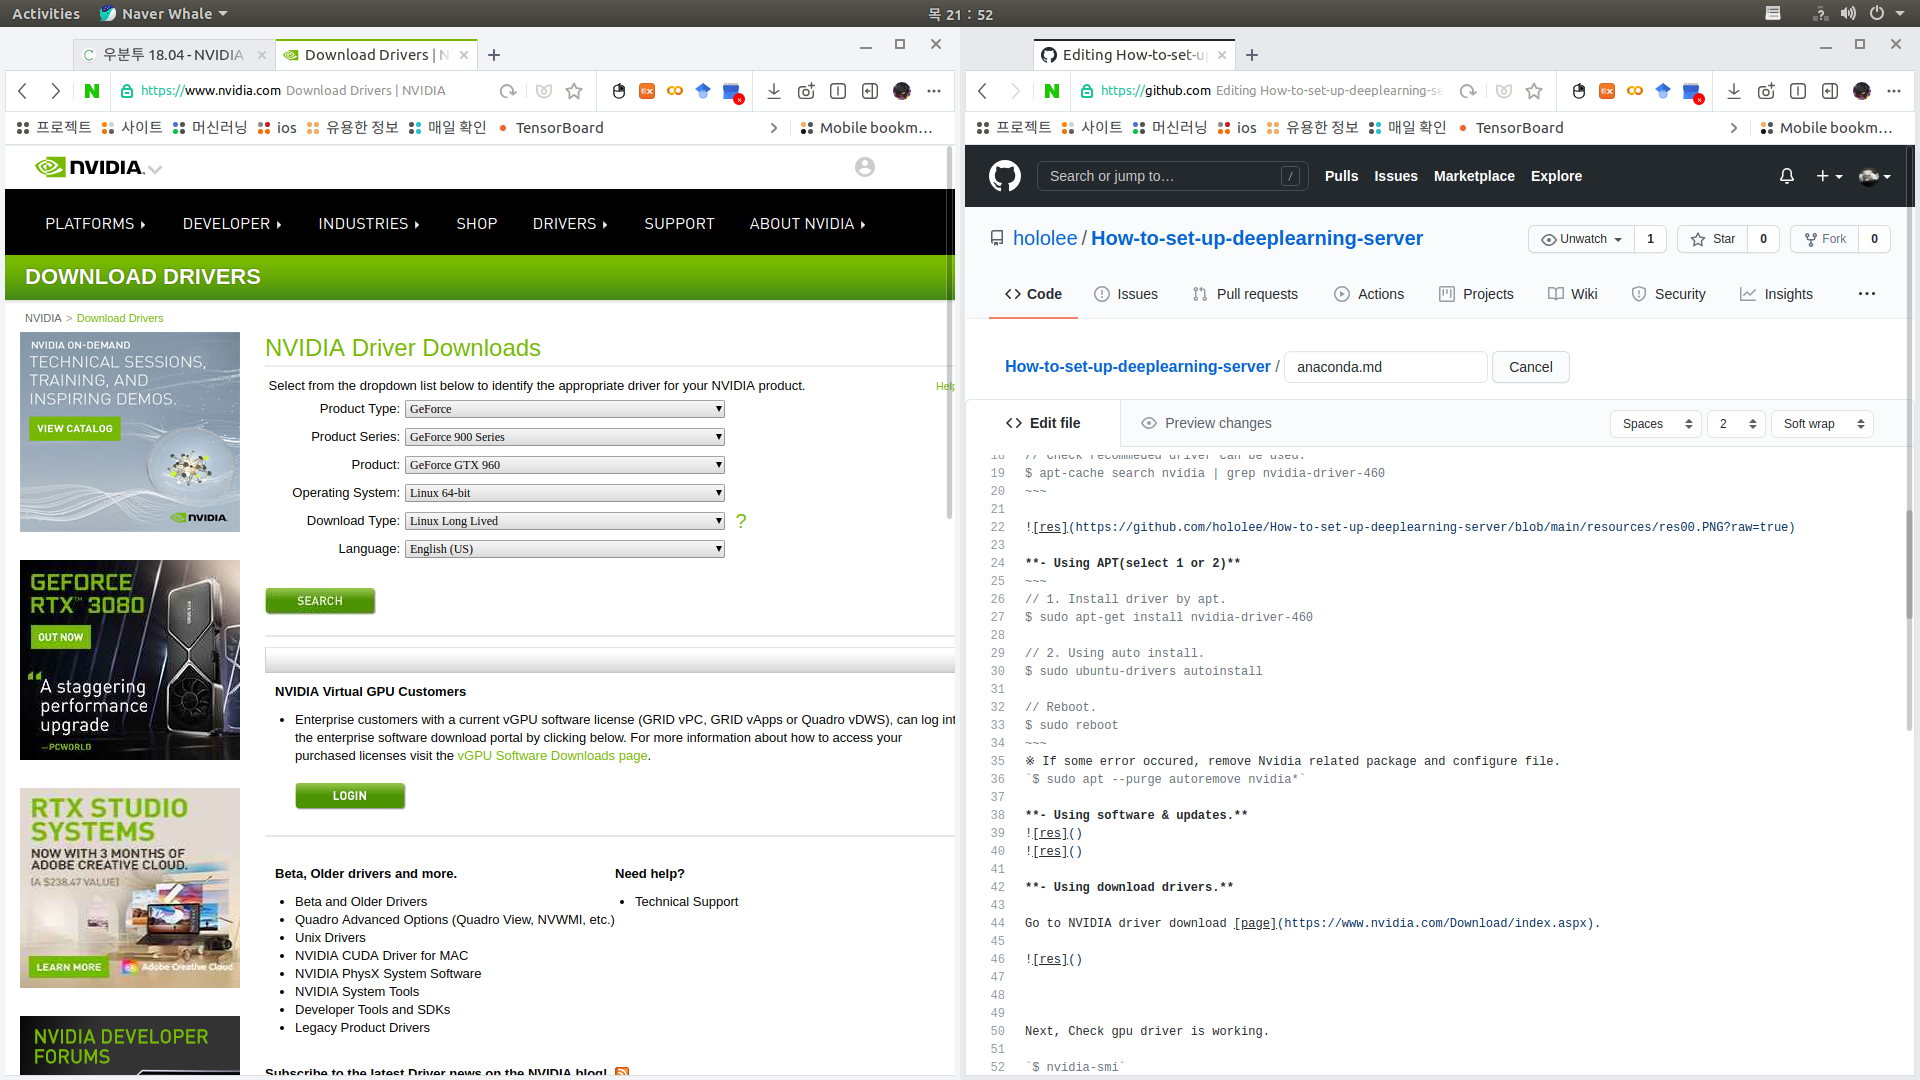 Activities
Naver Whale
목 21 : 52
우분투 18.04 - NVIDIA
Download Drivers | N
https://www.nvidia.com Download Drivers | NVIDIA
프로젝트
사이트
머신러닝
ios
유용한 정보
매일 확인
TensorBoard
Mobile bookm…
NVIDIA.
PLATFORMS
DEVELOPER
INDUSTRIES
SHOP
DRIVERS
SUPPORT
ABOUT NVIDIA
DOWNLOAD DRIVERS
NVIDIA > Download Drivers
NVIDIA ON-DEMAND
TECHNICAL SESSIONS,
TRAINING, AND
INSPIRING DEMOS.
VIEW CATALOG
NVIDIA.
GEFORCE
RTX™ 3080
OUT NOW
“A staggering
performance
upgrade
—PCWORLD
RTX STUDIO
SYSTEMS
NOW WITH 3 MONTHS OF
ADOBE CREATIVE CLOUD.
(A $238.47 VALUE)
LEARN MORE
Adobe Creative Cloud
NVIDIA DEVELOPER
FORUMS
NVIDIA Driver Downloads
Select from the dropdown list below to identify the appropriate driver for your NVIDIA product.
Help
Product Type: GeForce
Product Series: GeForce 900 Series
Product: GeForce GTX 960
Operating System: Linux 64-bit
Download Type: Linux Long Lived ?
Language: English (US)
SEARCH
NVIDIA Virtual GPU Customers
Enterprise customers with a current vGPU software license (GRID vPC, GRID vApps or Quadro vDWS), can log int
the enterprise software download portal by clicking below. For more information about how to access your
purchased licenses visit the vGPU Software Downloads page.
LOGIN
Beta, Older drivers and more.
Beta and Older Drivers
Quadro Advanced Options (Quadro View, NVWMI, etc.)
Unix Drivers
NVIDIA CUDA Driver for MAC
NVIDIA PhysX System Software
NVIDIA System Tools
Developer Tools and SDKs
Legacy Product Drivers
Need help?
Technical Support
Subscribe to the latest Driver news on the NVIDIA blog!
Editing How-to-set-up
https://github.com Editing How-to-set-up-deeplearning-se
프로젝트
사이트
머신러닝
ios
유용한 정보
매일 확인
TensorBoard
Mobile bookm…
Search or jump to… /
Pulls
Issues
Marketplace
Explore
hololee / How-to-set-up-deeplearning-server
Unwatch 1
Star 0
Fork 0
Code
Issues
Pull requests
Actions
Projects
Wiki
Security
Insights
How-to-set-up-deeplearning-server / anaconda.md
Cancel
Edit file
Preview changes
Spaces
2
Soft wrap
18 // Check recommeded driver can be used.
19 $ apt-cache search nvidia | grep nvidia-driver-460
20 ~~~
21
22 ![res](https://github.com/hololee/How-to-set-up-deeplearning-server/blob/main/resources/res00.PNG?raw=true)
23
24 **- Using APT(select 1 or 2)**
25 ~~~
26 // 1. Install driver by apt.
27 $ sudo apt-get install nvidia-driver-460
28
29 // 2. Using auto install.
30 $ sudo ubuntu-drivers autoinstall
31
32 // Reboot.
33 $ sudo reboot
34 ~~~
35 ※ If some error occured, remove Nvidia related package and configure file.
36 `$ sudo apt --purge autoremove nvidia*`
37
38 **- Using software & updates.**
39 ![res]()
40 ![res]()
41
42 **- Using download drivers.**
43
44 Go to NVIDIA driver download [page](https://www.nvidia.com/Download/index.aspx).
45
46 ![res]()
47
48
49
50 Next, Check gpu driver is working.
51
52 `$ nvidia-smi`